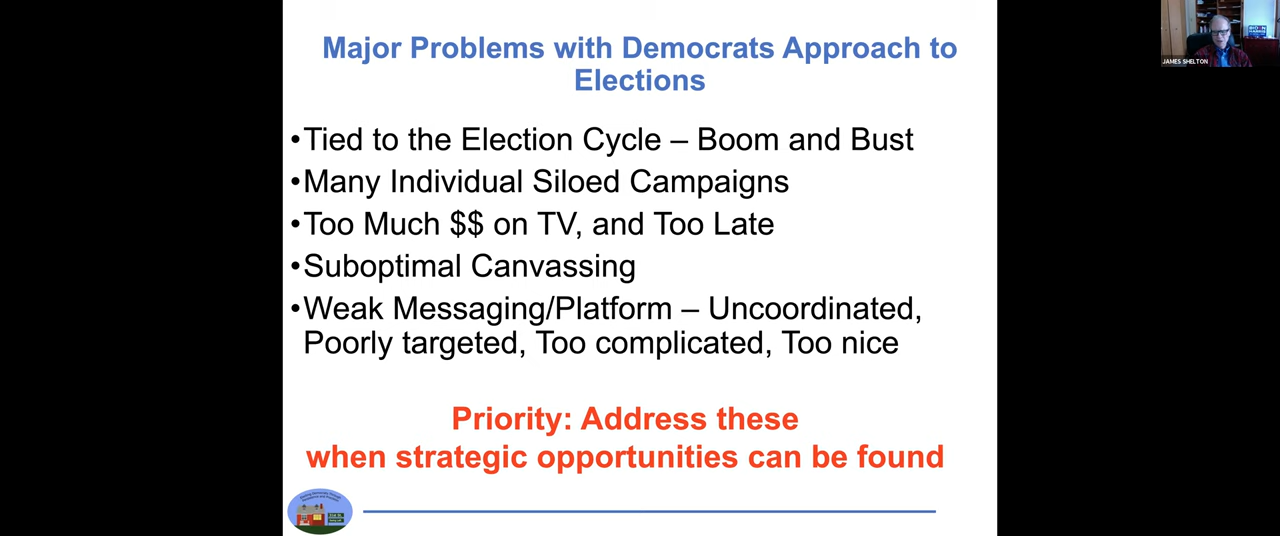 Major Problems with Democrats Approach to
Elections
JAMES SHELTON
•Tied to the Election Cycle – Boom and Bust
•Many Individual Siloed Campaigns
•Too Much $$ on TV, and Too Late
•Suboptimal Canvassing
•Weak Messaging/Platform – Uncoordinated,
Poorly targeted, Too complicated, Too nice
Priority: Address these
when strategic opportunities can be found